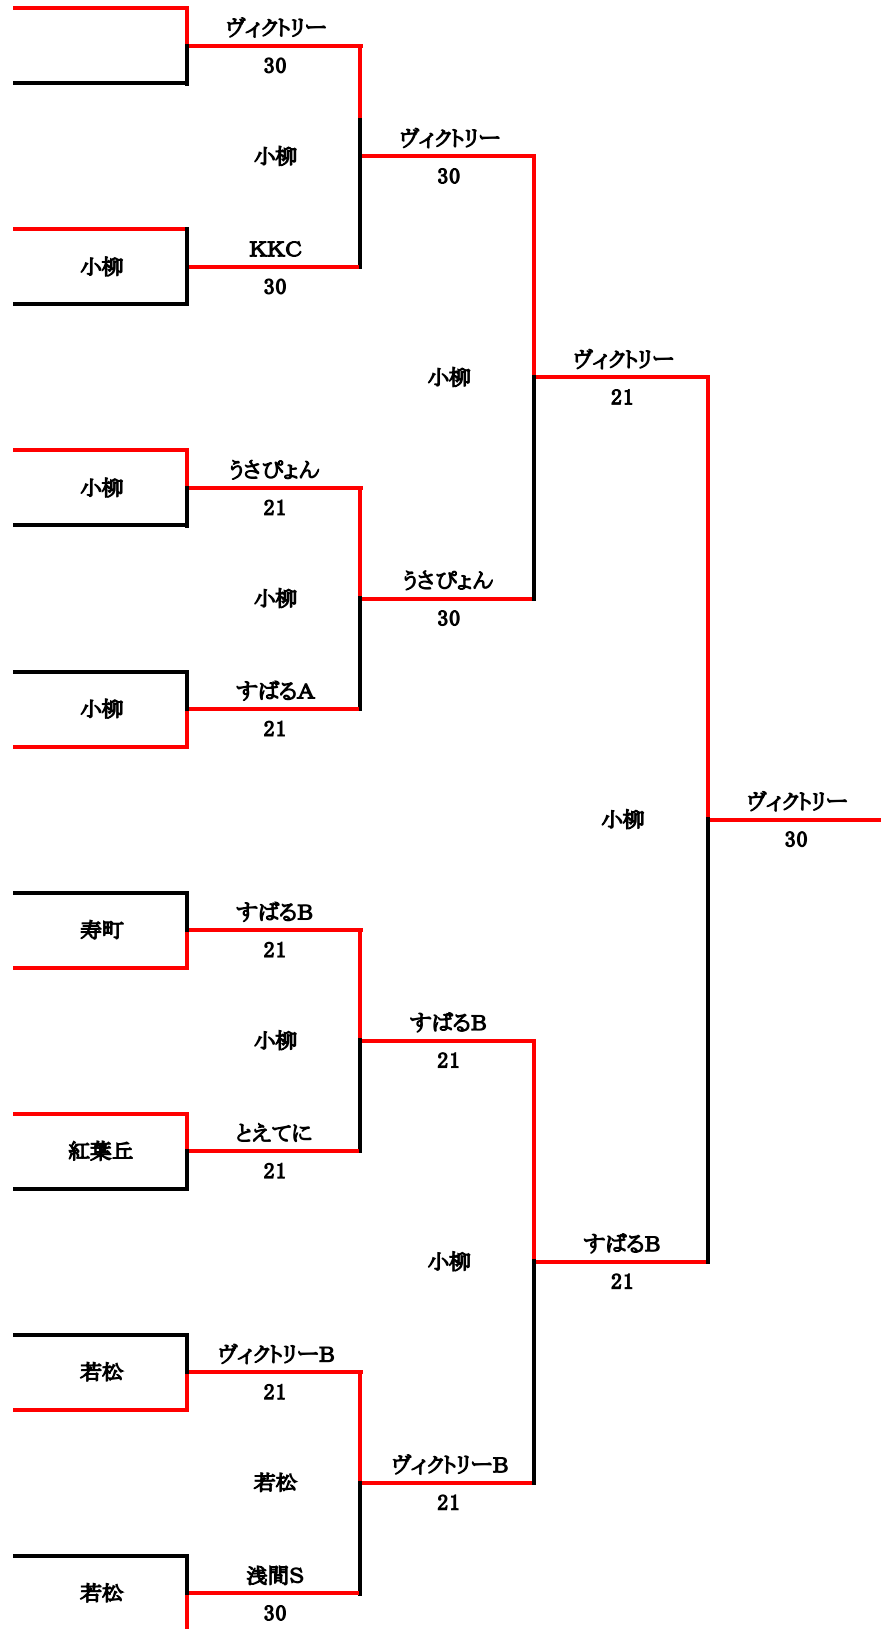 ヴィクトリー
30
小柳
ヴィクトリー
30
小柳
KKC
30
小柳
ヴィクトリー
21
小柳
うさぴょん
21
小柳
うさぴょん
30
小柳
すばるA
21
小柳
ヴィクトリー
30
寿町
すばるB
21
小柳
すばるB
21
紅葉丘
とえてに
21
小柳
すばるB
21
若松
ヴィクトリーB
21
若松
ヴィクトリーB
21
若松
浅間S
30